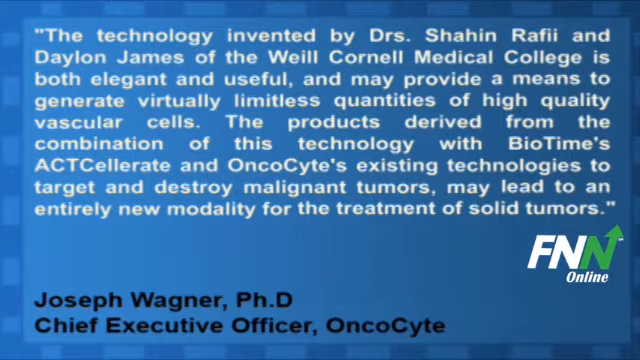 "The technology invented by Drs. Shahin Rafii and
Daylon James of the Weill Cornell Medical College is
both elegant and useful, and may provide a means to
generate virtually limitless quantities of high quality
vascular cells. The products derived from the
combination of this technology with BioTime's
ACTCellerate and OncoCyte's existing technologies to
target and destroy malignant tumors, may lead to an
entirely new modality for the treatment of solid tumors."
FNN
Online
Joseph Wagner, Ph.D
Chief Executive Officer, OncoCyte